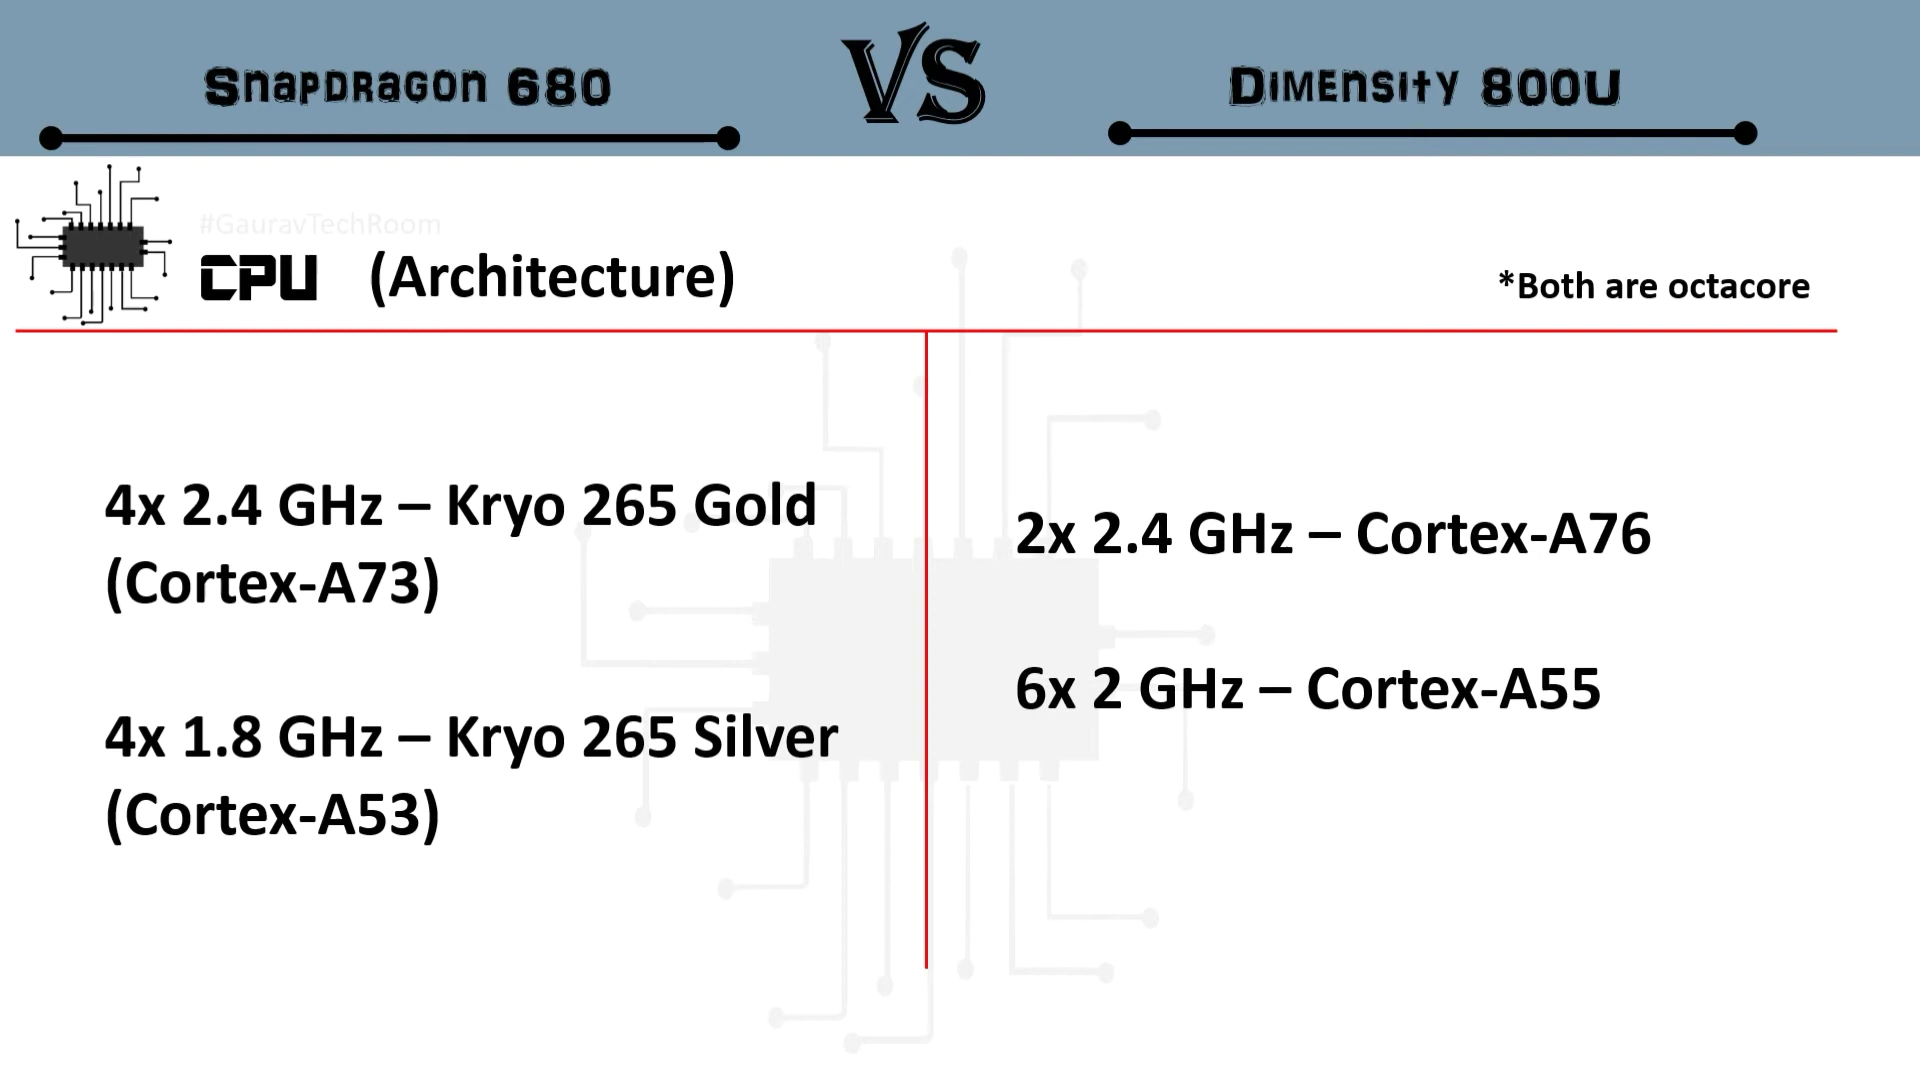 Snapdragon 680
VS
Dimensity 800U
#GauravTechRoom
CPU (Architecture)
*Both are octacore
4x 2.4 GHz – Kryo 265 Gold
(Cortex-A73)
4x 1.8 GHz – Kryo 265 Silver
(Cortex-A53)
2x 2.4 GHz – Cortex-A76
6x 2 GHz – Cortex-A55